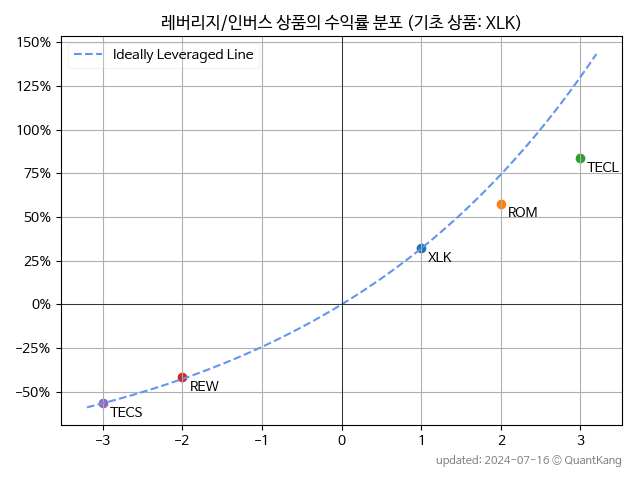 레버리지/인버스 상품의 수익률 분포 (기초 상품: XLK)
150%
Ideally Leveraged Line
125%
100%
75%
TECL
50%
ROM
25%
XLK
0%
−25%
−50%
REW
TECS
−3
−2
−1
0
1
2
3
updated: 2024-07-16 © QuantKang